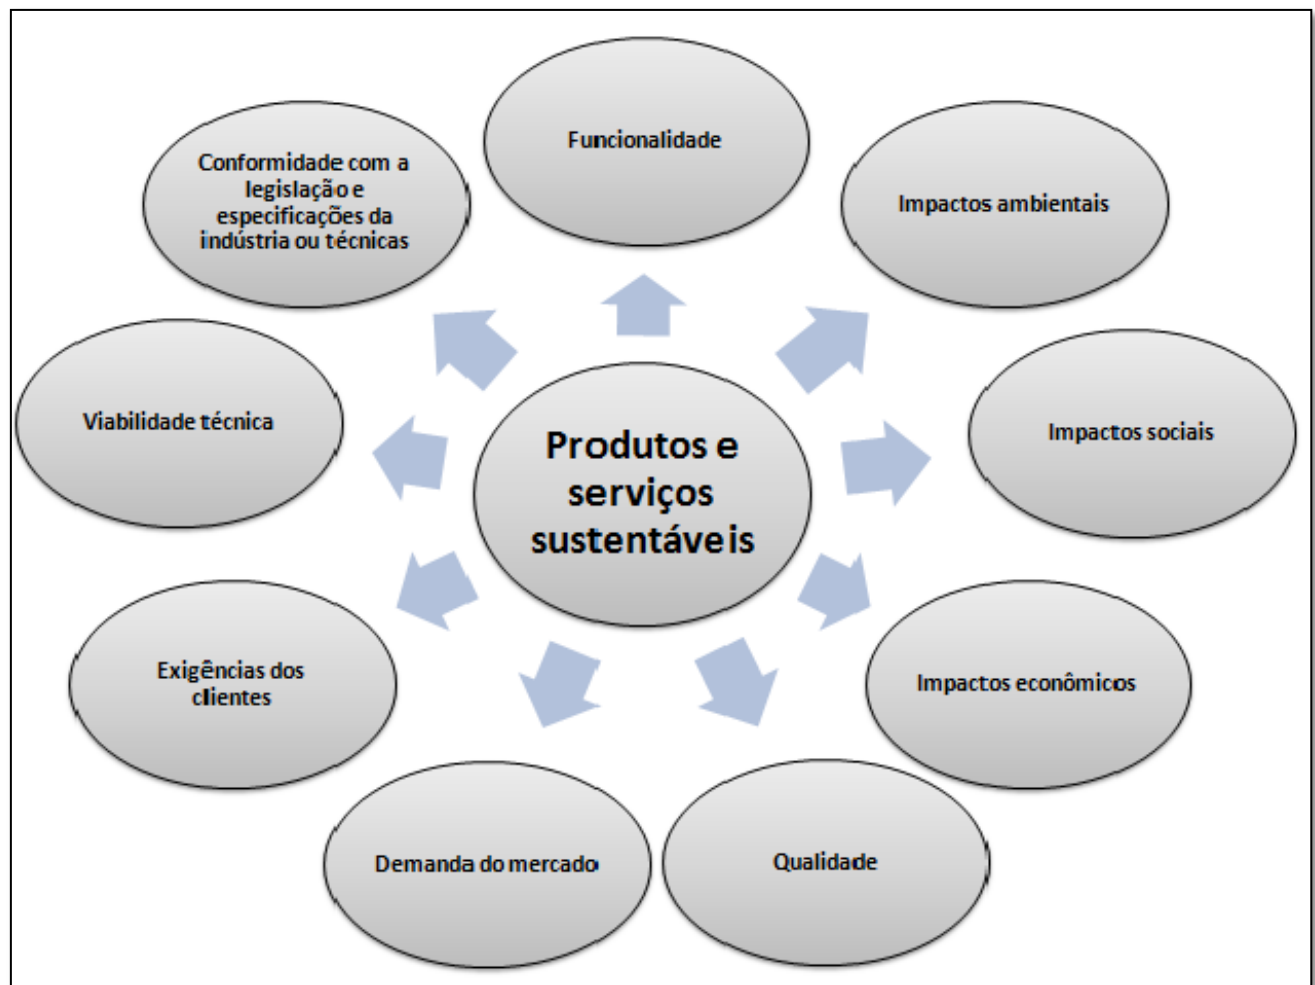 Funcionalidade
Conformidade com a
legislação e
especificações da
indústria ou técnicas
Impactos ambientais
Viabilidade técnica
Impactos sociais
Produtos e
serviços
sustentáveis
Exigências dos
clientes
Impactos econômicos
Demanda do mercado
Qualidade